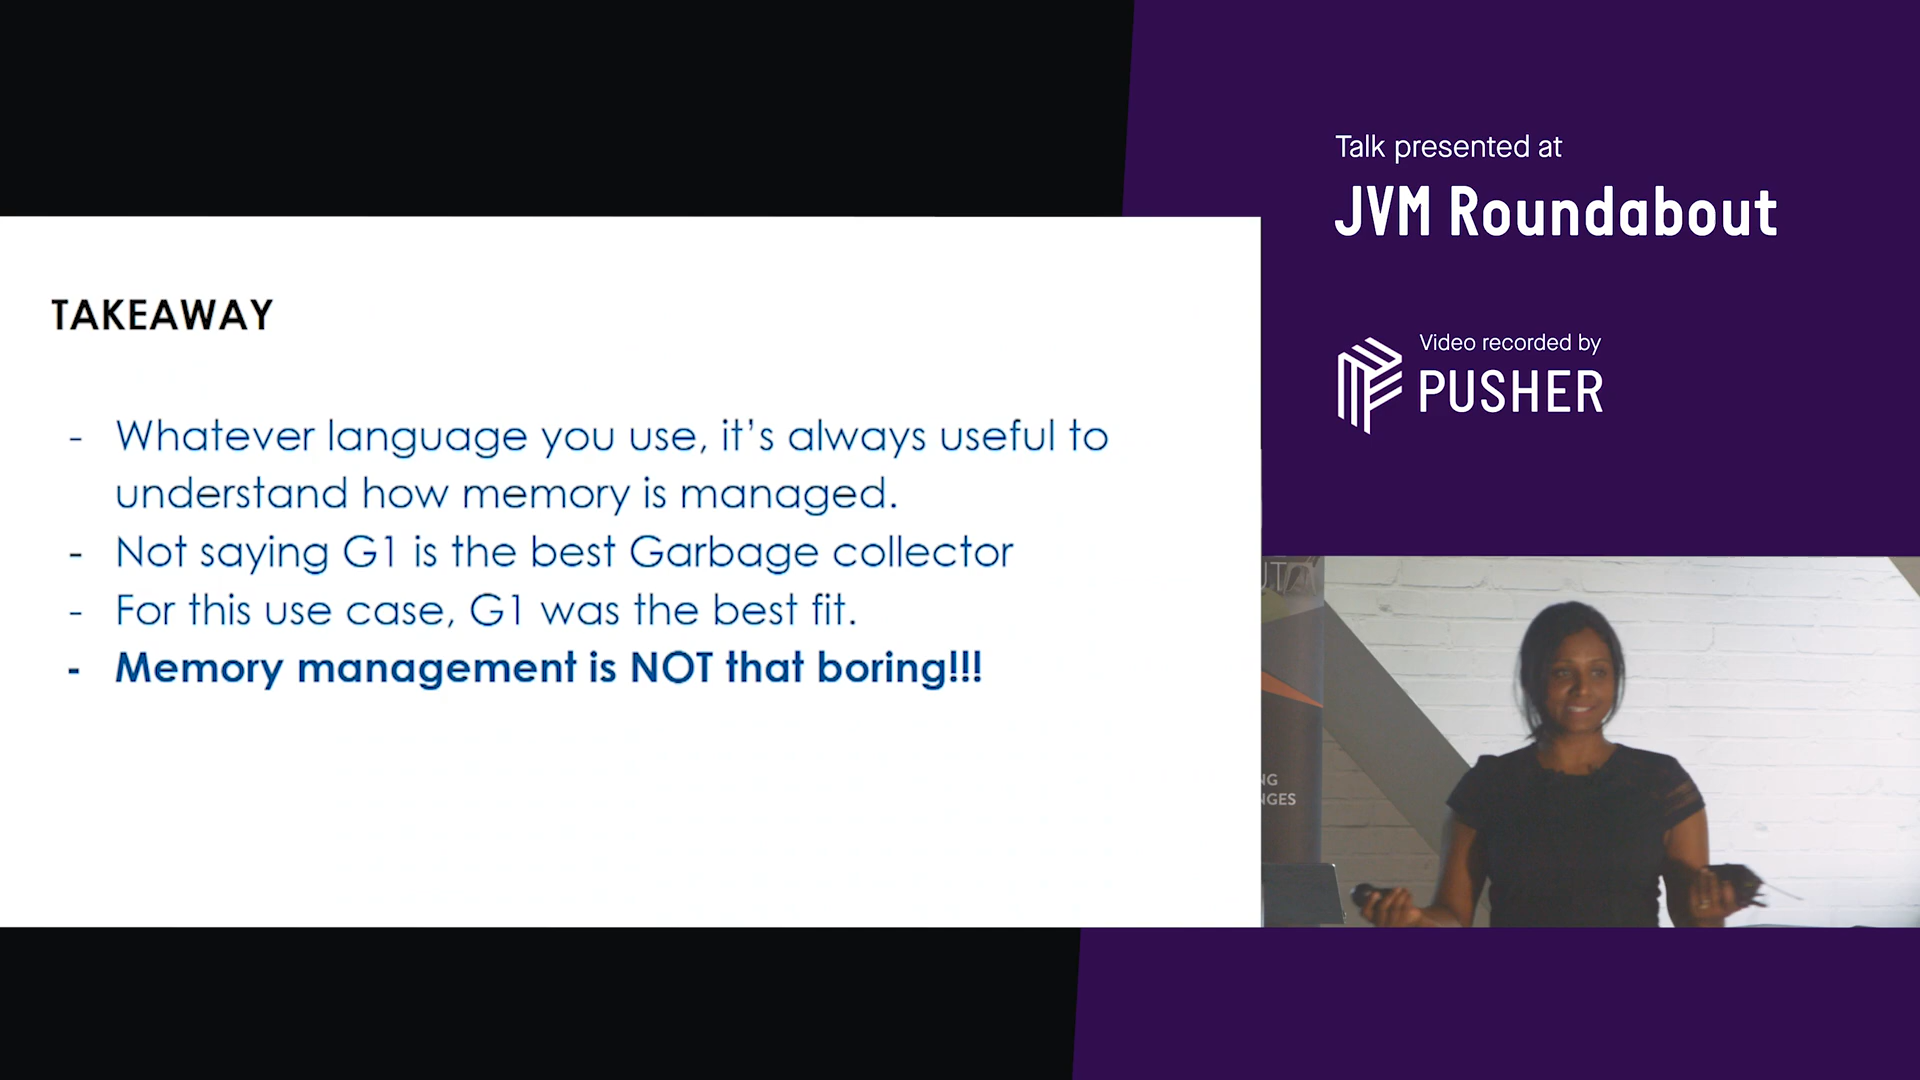 Talk presented at
JVM Roundabout
Video recorded by
PUSHER
TAKEAWAY
- Whatever language you use, it's always useful to
understand how memory is managed.
- Not saying G1 is the best Garbage collector
- For this use case, G1 was the best fit.
- Memory management is NOT that boring!!!